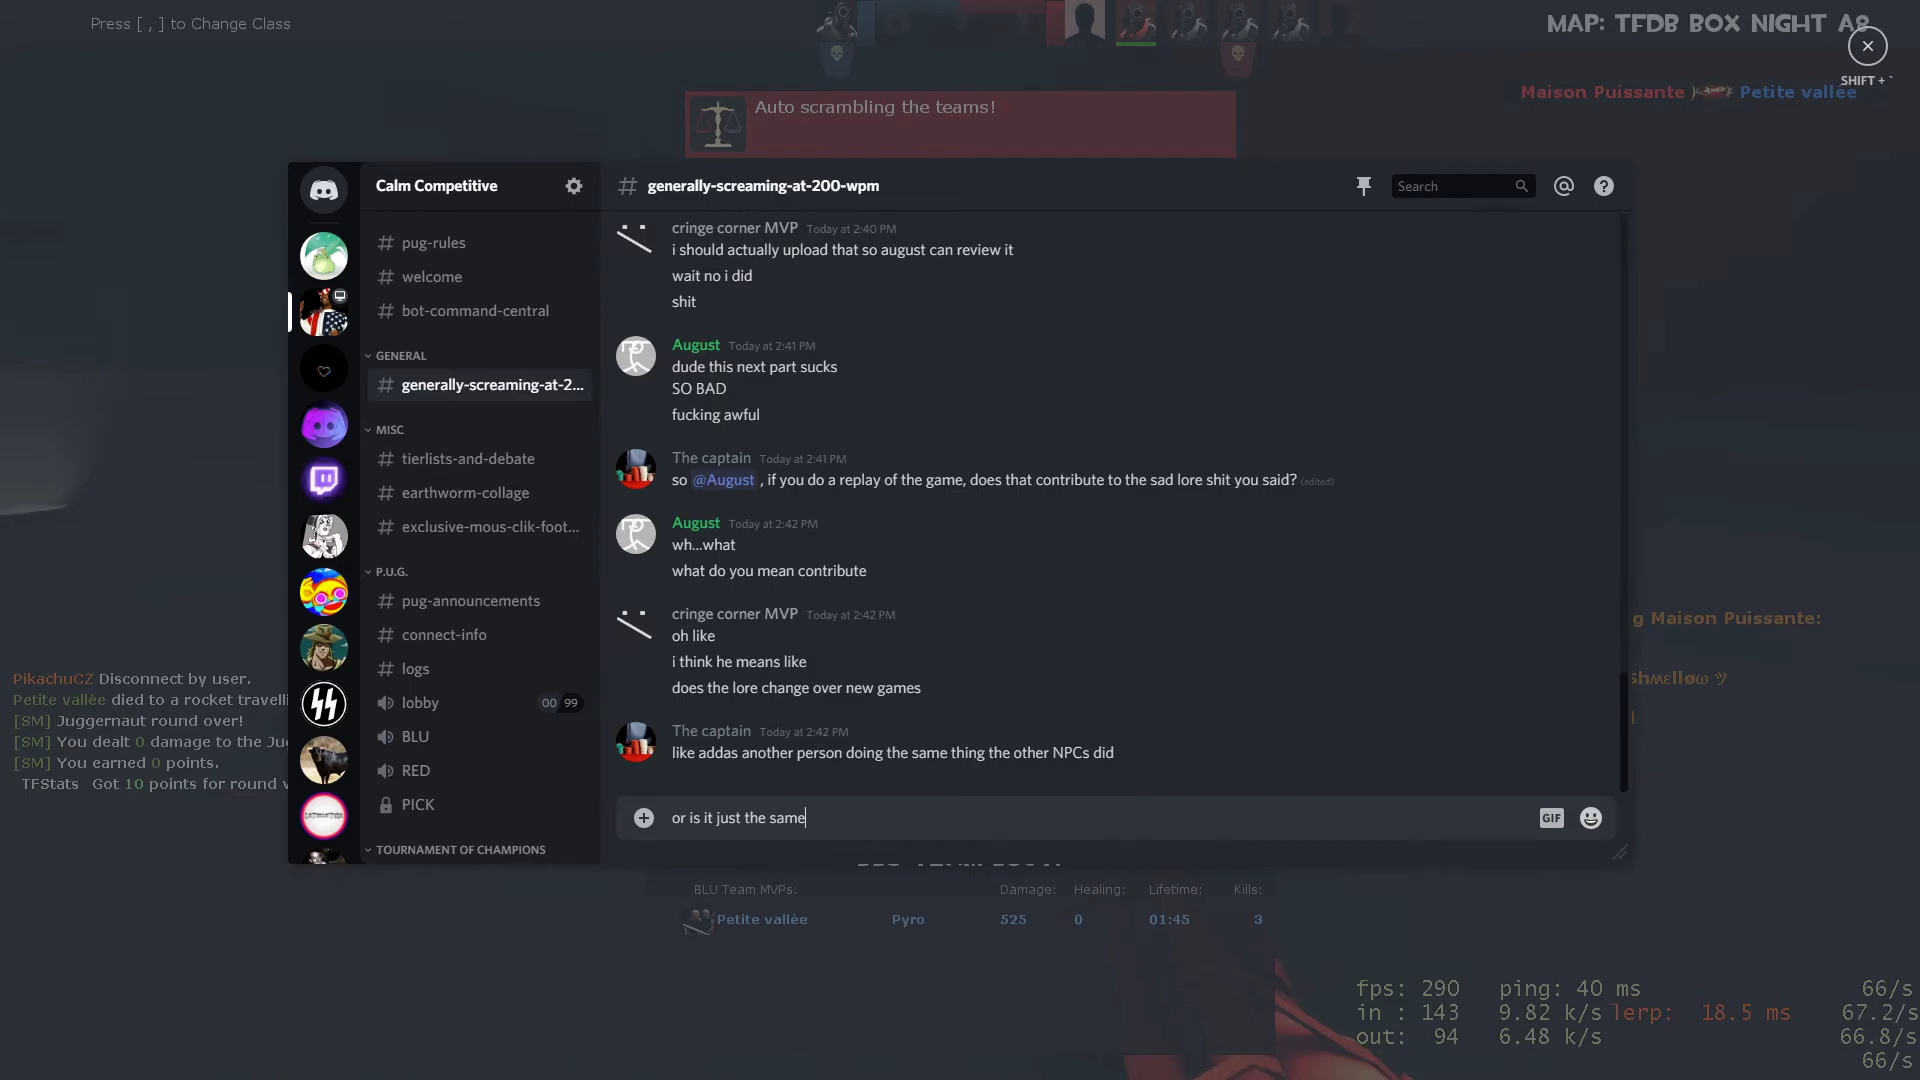 Press [ , ] to Change Class
MAP: TFDB BOX NIGHT A8
SHIFT + `
Maison Puissante Petite vallée
Auto scrambling the teams!
Calm Competitive
# generally-screaming-at-200-wpm
Search
# pug-rules
# welcome
# bot-command-central
GENERAL
# generally-screaming-at-2...
MISC
# tierlists-and-debate
# earthworm-collage
# exclusive-mous-clik-foot...
P.U.G.
# pug-announcements
# connect-info
# logs
lobby 00 99
BLU
RED
PICK
TOURNAMENT OF CHAMPIONS
cringe corner MVP Today at 2:40 PM
i should actually upload that so august can review it
wait no i did
shit
August Today at 2:41 PM
dude this next part sucks
SO BAD
fucking awful
The captain Today at 2:41 PM
so @August , if you do a replay of the game, does that contribute to the sad lore shit you said? (edited)
August Today at 2:42 PM
wh...what
what do you mean contribute
cringe corner MVP Today at 2:42 PM
oh like
i think he means like
does the lore change over new games
The captain Today at 2:42 PM
like addas another person doing the same thing the other NPCs did
or is it just the same
GIF
g Maison Puissante:
PikachuCZ Disconnect by user.
Petite vallée died to a rocket travelli
[SM] Juggernaut round over!
[SM] You dealt 0 damage to the Jug
[SM] You earned 0 points.
TFStats Got 10 points for round
BLU Team MVPs: Damage: Healing: Lifetime: Kills:
Petite vallée Pyro 525 0 01:45 3
fps: 290 ping: 40 ms 66/s
in : 143 9.82 k/s lerp: 18.5 ms 67.2/s
out: 94 6.48 k/s 66.8/s
66/s